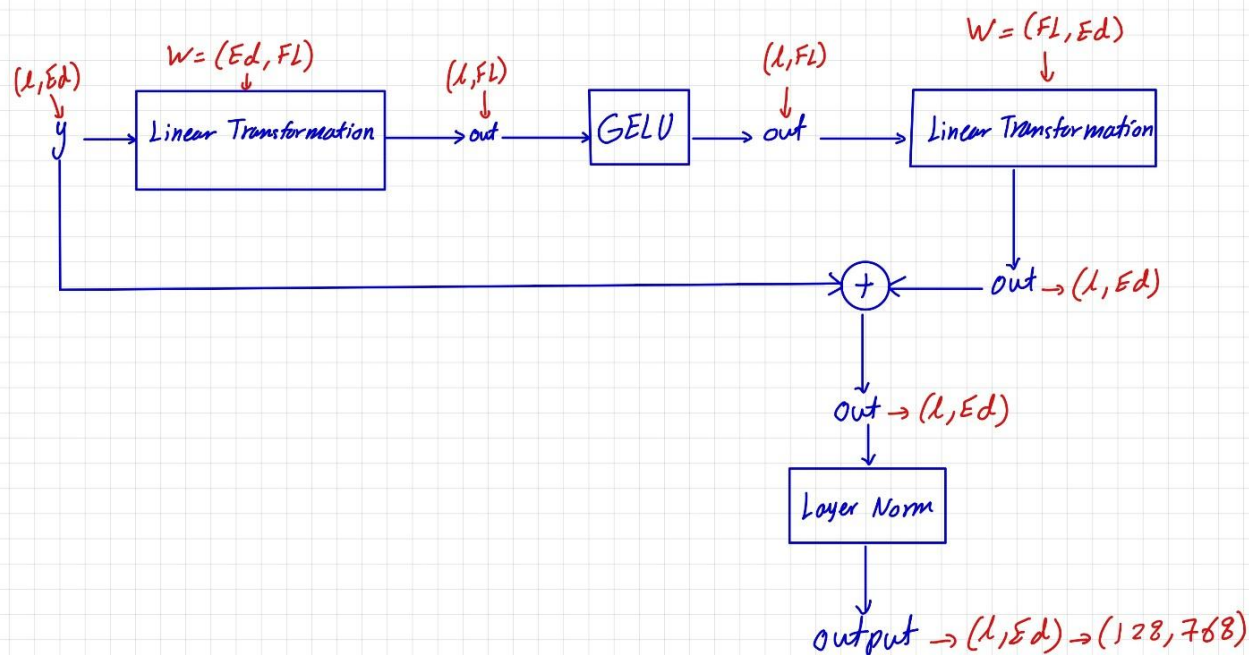 W = (FL, Ed)
(l, Ed)
W = (Ed, FL)
(l, FL)
(l, FL)
y
Linear Transformation
out
GELU
out
Linear Transformation
+
out → (l, Ed)
out → (l, Ed)
Layer Norm
output → (l, Ed) → (128, 768)